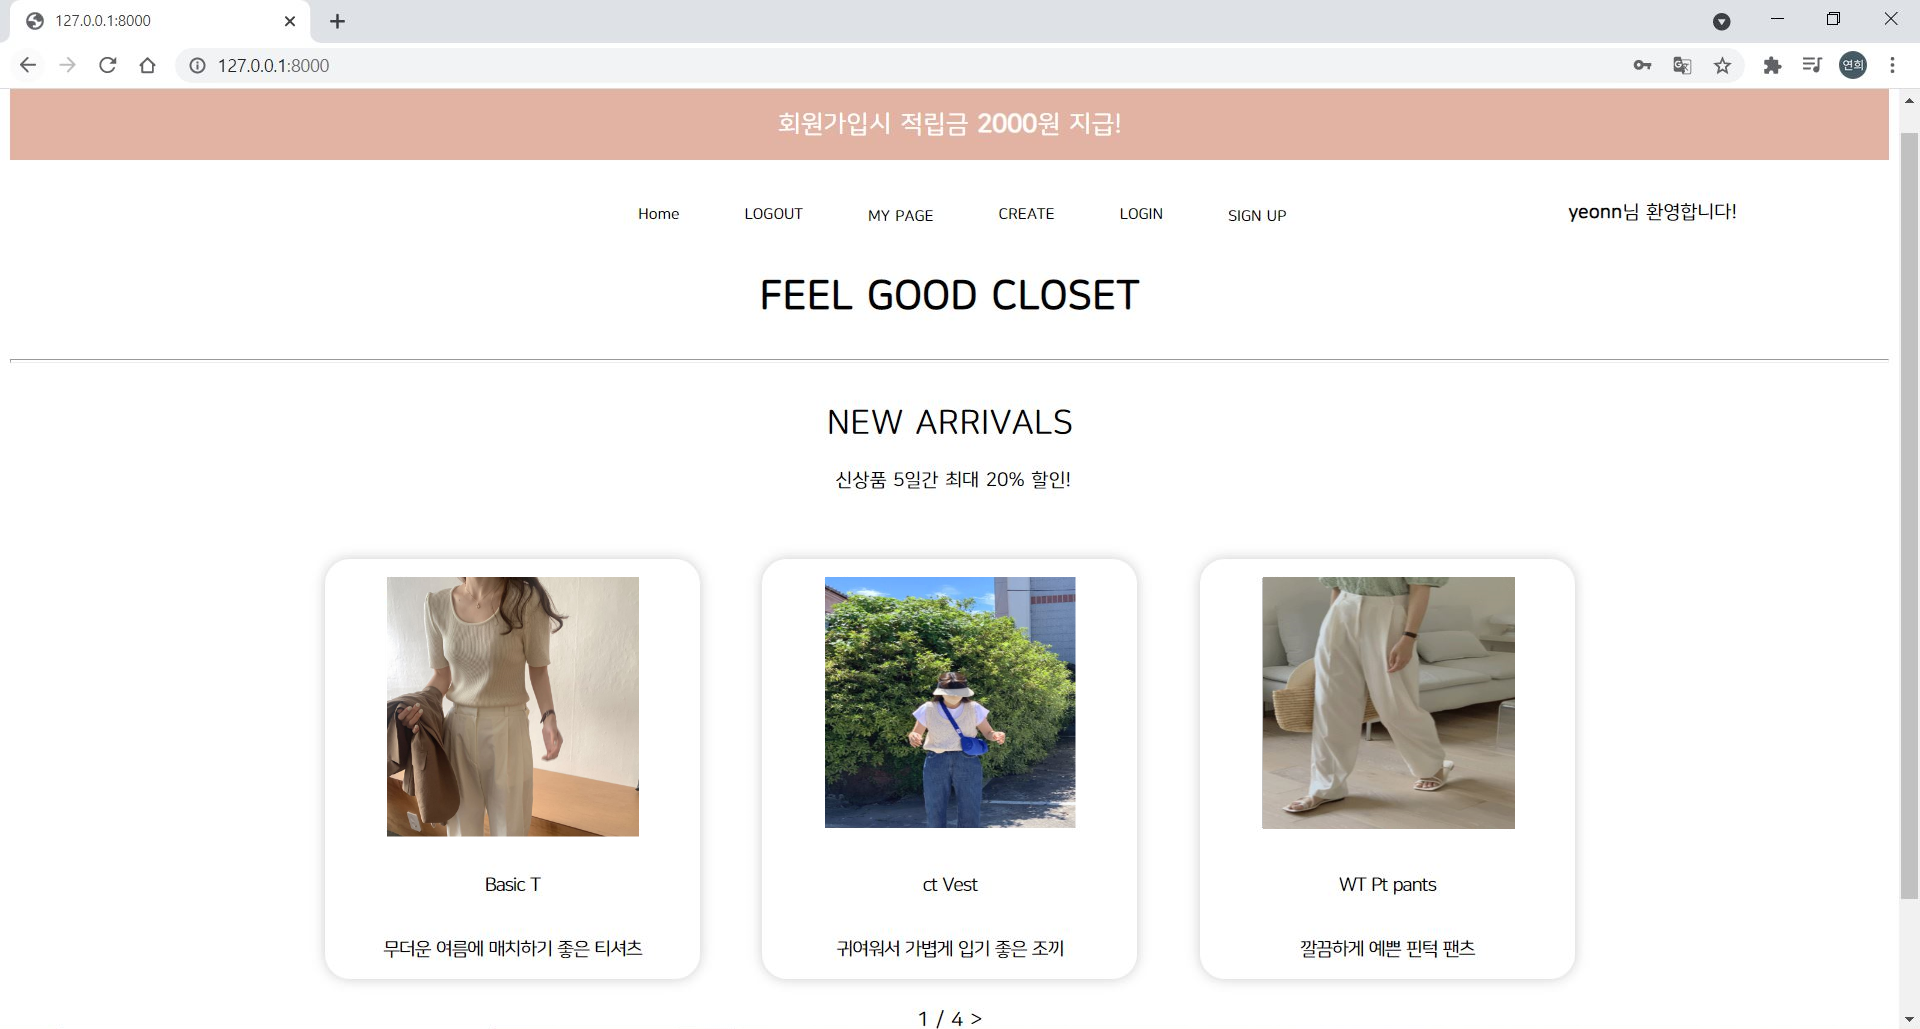 127.0.0.1:8000
127.0.0.1:8000
연희
회원가입시 적립금 2000원 지급!
Home LOGOUT MY PAGE CREATE LOGIN SIGN UP yeonn님 환영합니다!
FEEL GOOD CLOSET
NEW ARRIVALS
신상품 5일간 최대 20% 할인!
Basic T ct Vest WT Pt pants
무더운 여름에 매치하기 좋은 티셔츠 귀여워서 가볍게 입기 좋은 조끼 깔끔하게 예쁜 핀턱 팬츠
1 / 4 >